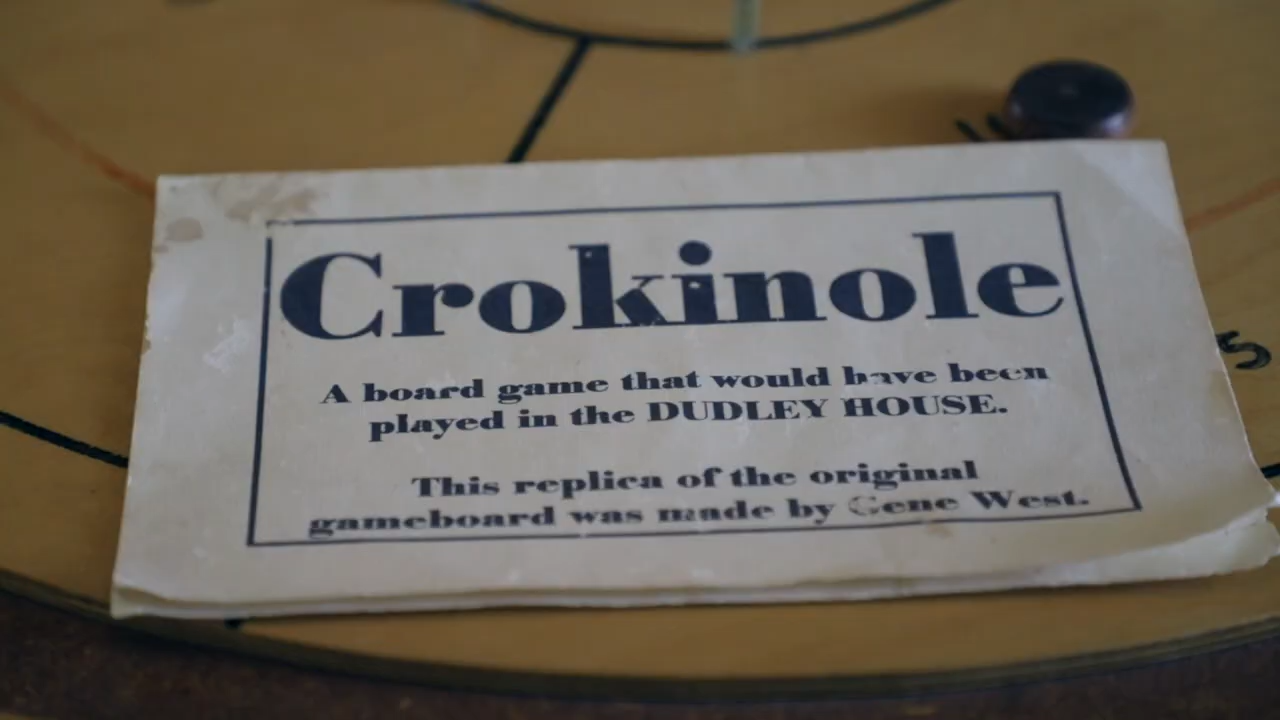 Crokinole
A board game that would have been
played in the DUDLEY HOUSE.
This replica of the original
gameboard was made by Gene West.